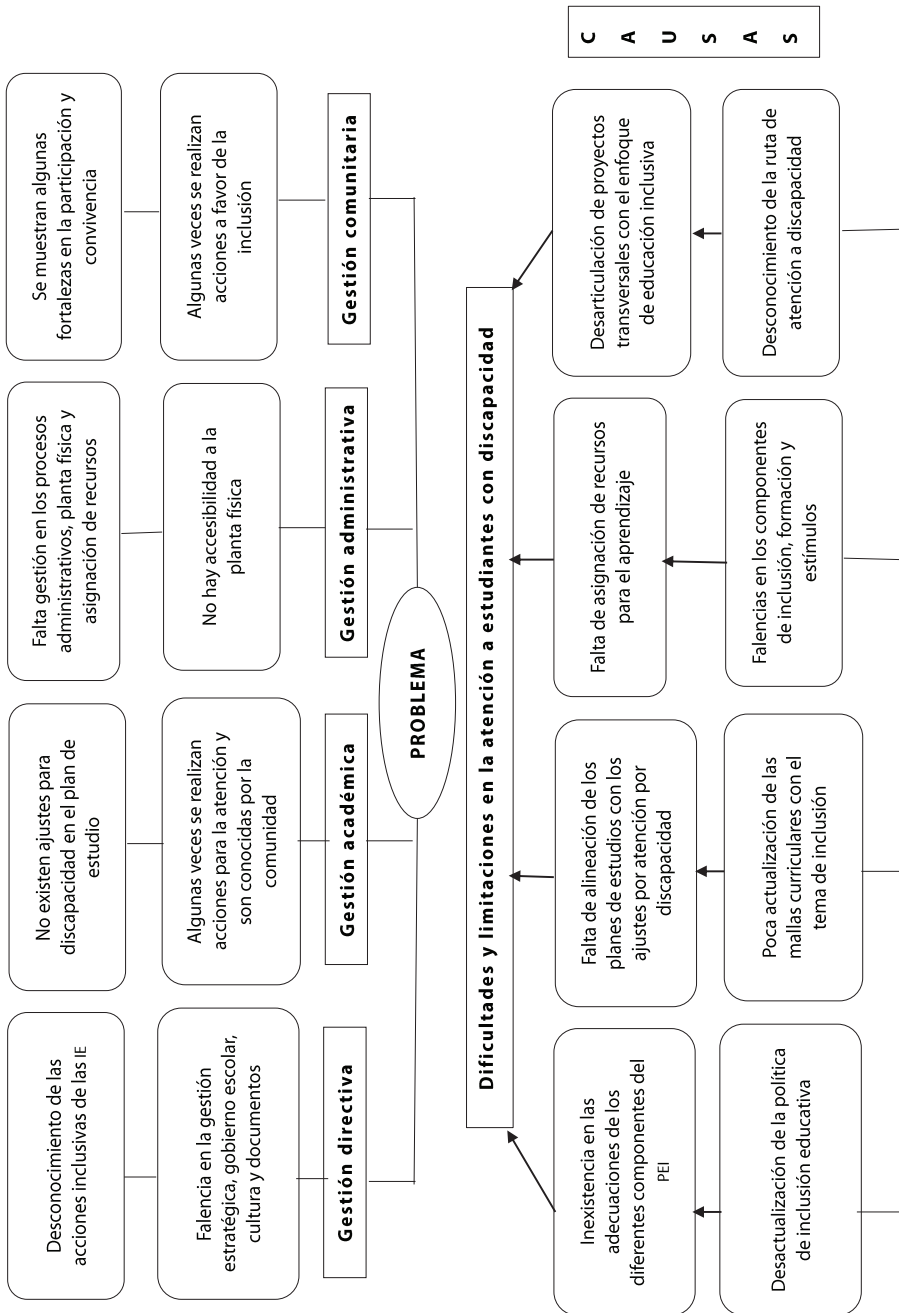 Desconocimiento de las
acciones inclusivas de las IE
No existen ajustes para
discapacidad en el plan de
estudio
Falta gestión en los procesos
administrativos, planta física y
asignación de recursos
Se muestran algunas
fortalezas en la participación y
convivencia
Falencia en la gestión
estratégica, gobierno escolar,
cultura y documentos
Algunas veces se realizan
acciones para la atención y
son conocidas por la
comunidad
No hay accesibilidad a la
planta física
Algunas veces se realizan
acciones a favor de la
inclusión
Gestión directiva
Gestión académica
Gestión administrativa
Gestión comunitaria
PROBLEMA
Dificultades y limitaciones en la atención a estudiantes con discapacidad
Inexistencia en las
adecuaciones de los
diferentes componentes del
PEI
Falta de alineación de los
planes de estudios con los
ajustes por atención por
discapacidad
Falta de asignación de recursos
para el aprendizaje
Desarticulación de proyectos
transversales con el enfoque
de educación inclusiva
Desactualización de la política
de inclusión educativa
Poca actualización de las
mallas curriculares con el
tema de inclusión
Falencias en los componentes
de inclusión, formación y
estímulos
Desconocimiento de la ruta de
atención a discapacidad
C
A
U
S
A
S